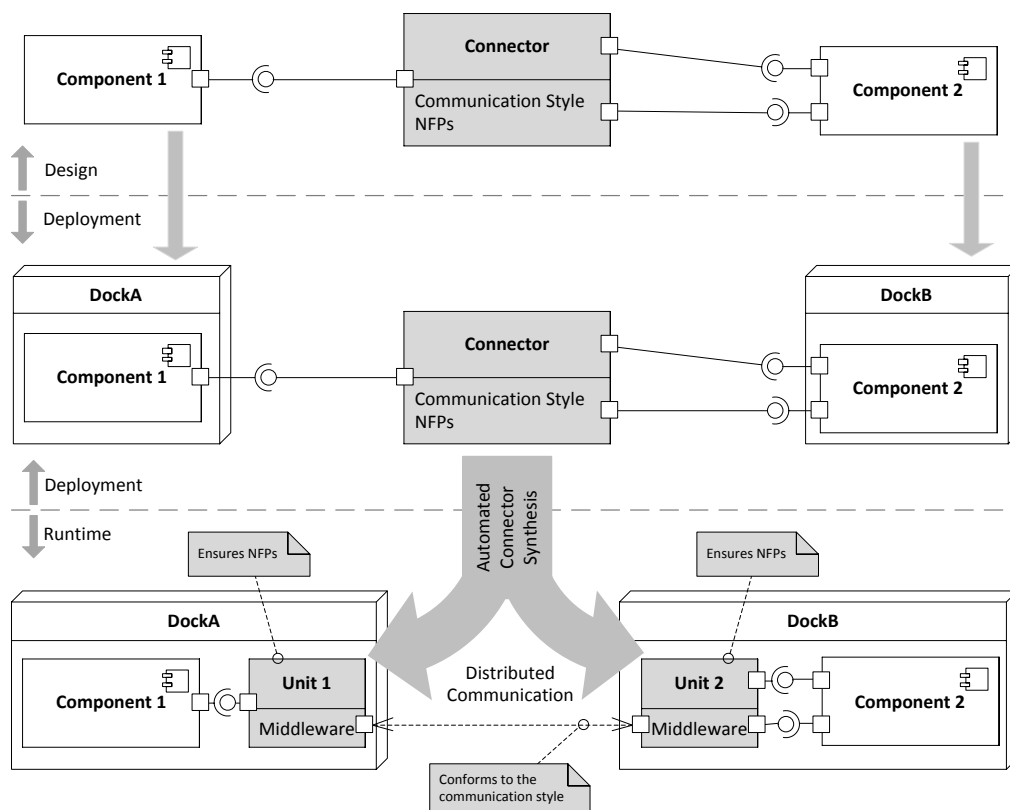 Component 1
Connector
Communication Style
NFPs
Component 2
Design
Deployment
DockA
Component 1
Connector
Communication Style
NFPs
DockB
Component 2
Deployment
Runtime
Automated
Connector
Synthesis
Ensures NFPs
Ensures NFPs
DockA
Component 1
Unit 1
Middleware
Distributed
Communication
DockB
Unit 2
Middleware
Component 2
Conforms to the
communication style